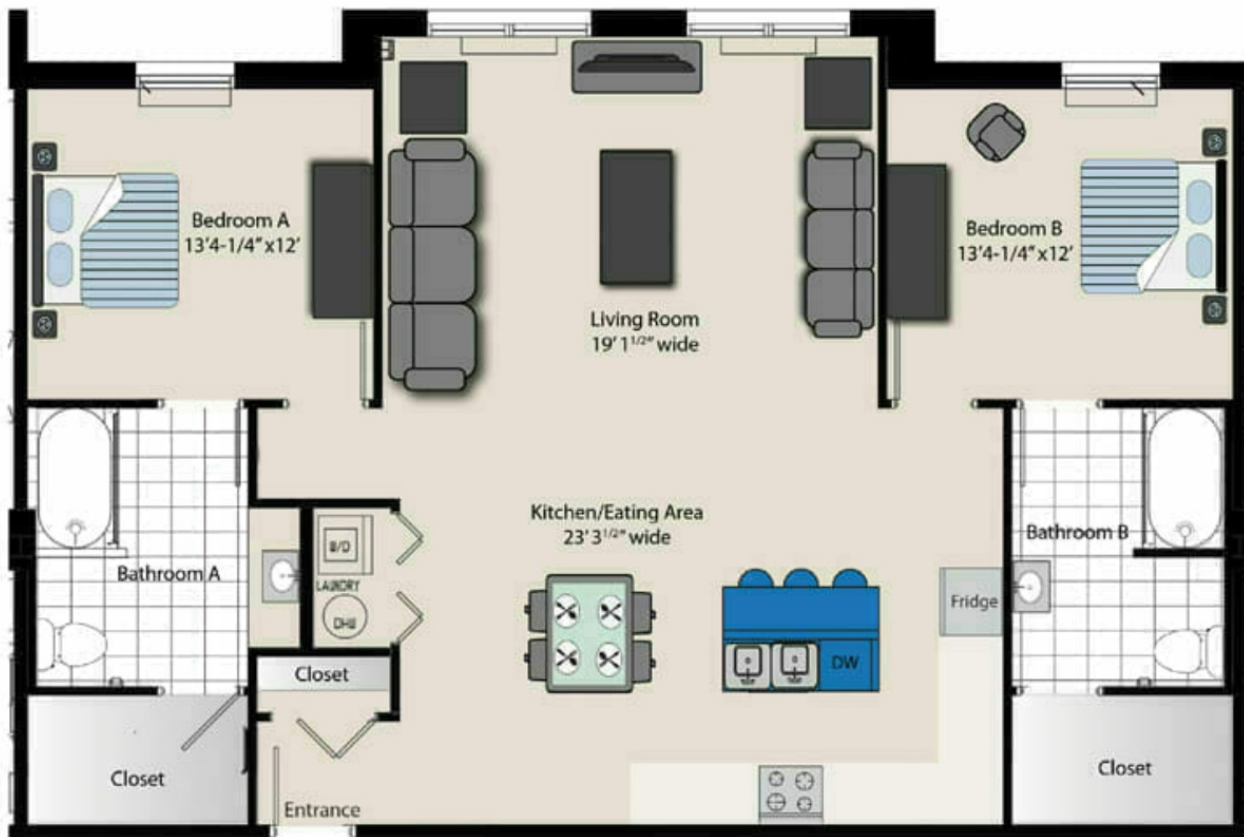 Bedroom A
13'4-1/4" x12'
Living Room
19' 1 1/2" wide
Bedroom B
13'4-1/4" x12'
Kitchen/Eating Area
23' 3 1/2" wide
Bathroom A
W/D
LAUNDRY
DHW
Bathroom B
Fridge
DW
Closet
Closet
Entrance
Closet